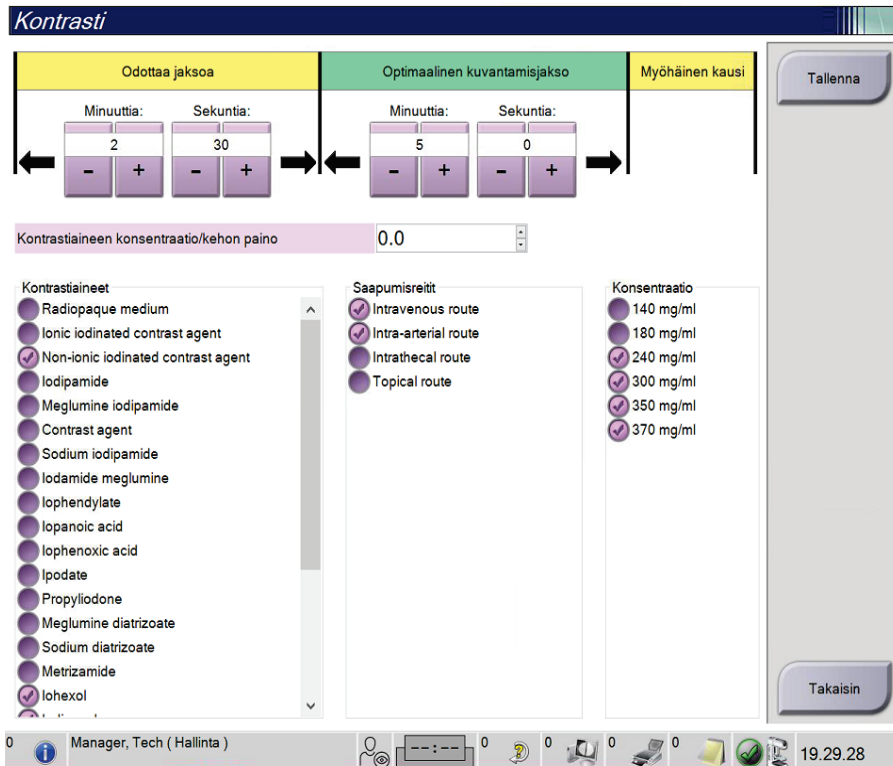 Kontrasti
Odottaa jaksoa
Optimaalinen kuvantamisjakso
Myöhäinen kausi
Tallenna
Minuuttia: Sekuntia: Minuuttia: Sekuntia:
2 30 5 0
- + - + - + - +
Kontrastiaineen konsentraatio/kehon paino 0.0
Kontrastiaineet
Radiopaque medium
Ionic iodinated contrast agent
Non-ionic iodinated contrast agent
Iodipamide
Meglumine iodipamide
Contrast agent
Sodium iodipamide
Iodamide meglumine
Iophendylate
Iopanoic acid
Iophenoxic acid
Ipodate
Propyliodone
Meglumine diatrizoate
Sodium diatrizoate
Metrizamide
Iohexol
Saapumisreitit
Intravenous route
Intra-arterial route
Intrathecal route
Topical route
Konsentraatio
140 mg/ml
180 mg/ml
240 mg/ml
300 mg/ml
350 mg/ml
370 mg/ml
Takaisin
0 Manager, Tech ( Hallinta ) --:-- 0 0 0 0 19.29.28